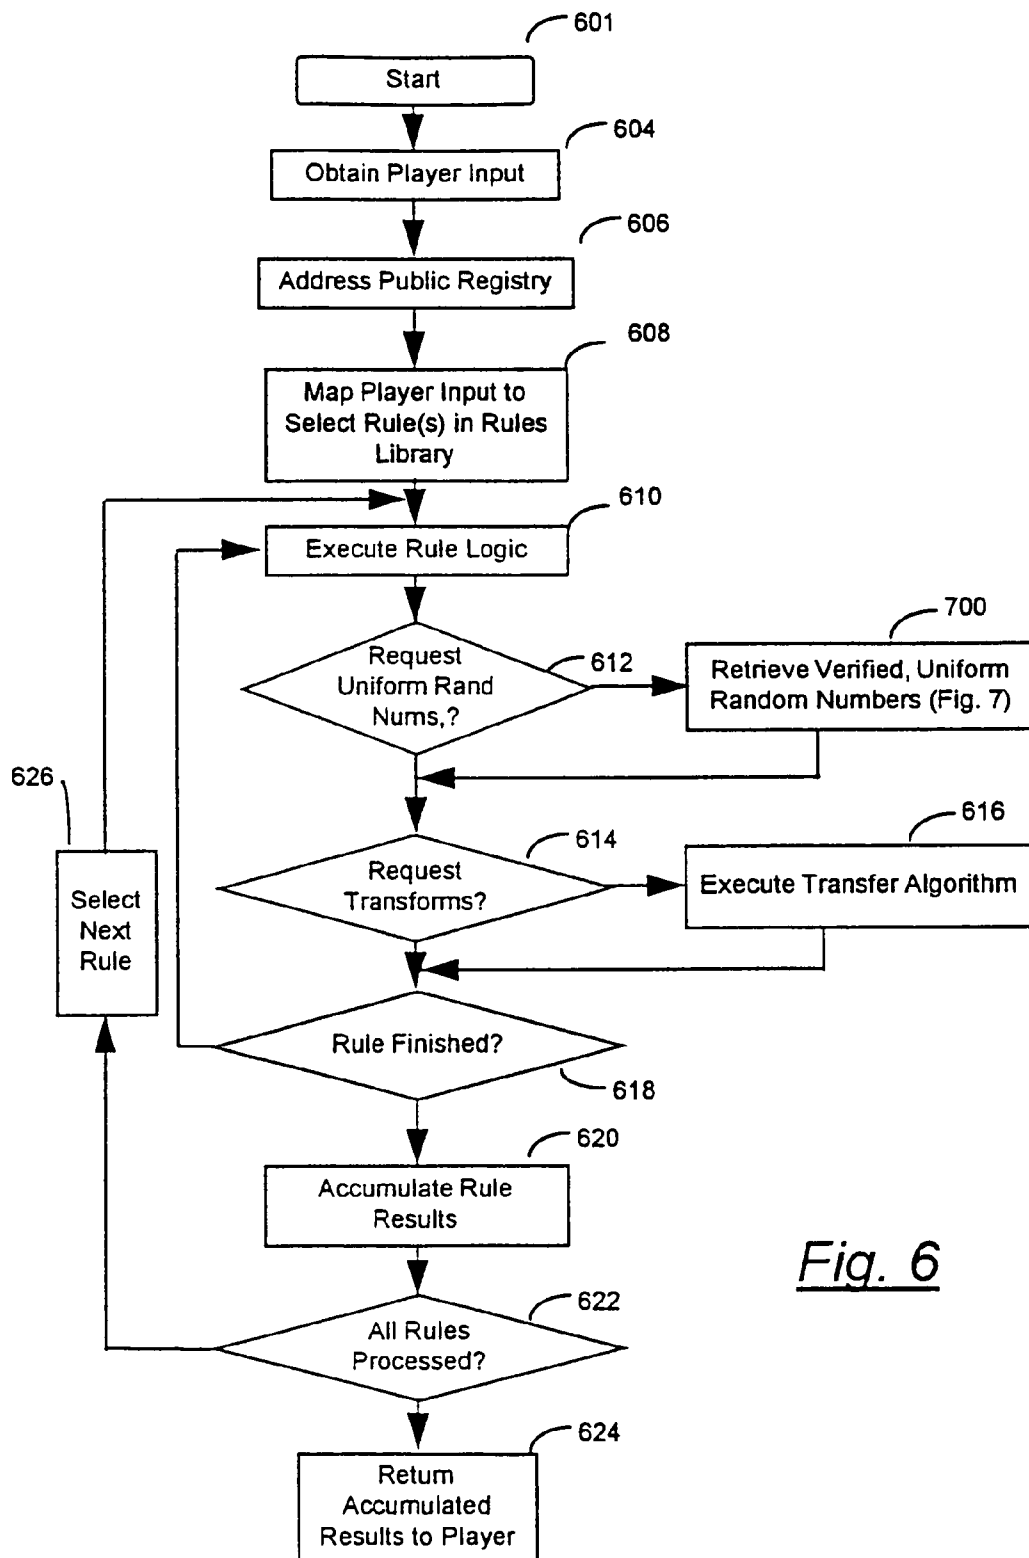 601
Start
604
Obtain Player Input
606
Address Public Registry
608
Map Player Input to
Select Rule(s) in Rules
Library
610
Execute Rule Logic
700
Request
Uniform Rand
Nums,?
612
Retrieve Verified, Uniform
Random Numbers (Fig. 7)
626
614
616
Request
Transforms?
Execute Transfer Algorithm
Select
Next
Rule
Rule Finished?
618
620
Accumulate Rule
Results
Fig. 6
622
All Rules
Processed?
624
Return
Accumulated
Results to Player